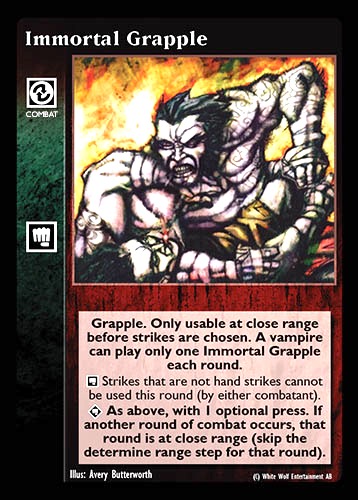 Immortal Grapple
COMBAT
Grapple. Only usable at close range
before strikes are chosen. A vampire
can play only one Immortal Grapple
each round.
Strikes that are not hand strikes cannot
be used this round (by either combatant).
As above, with 1 optional press. If
another round of combat occurs, that
round is at close range (skip the
determine range step for that round).
Illus: Avery Butterworth
(C) White Wolf Entertainment AB